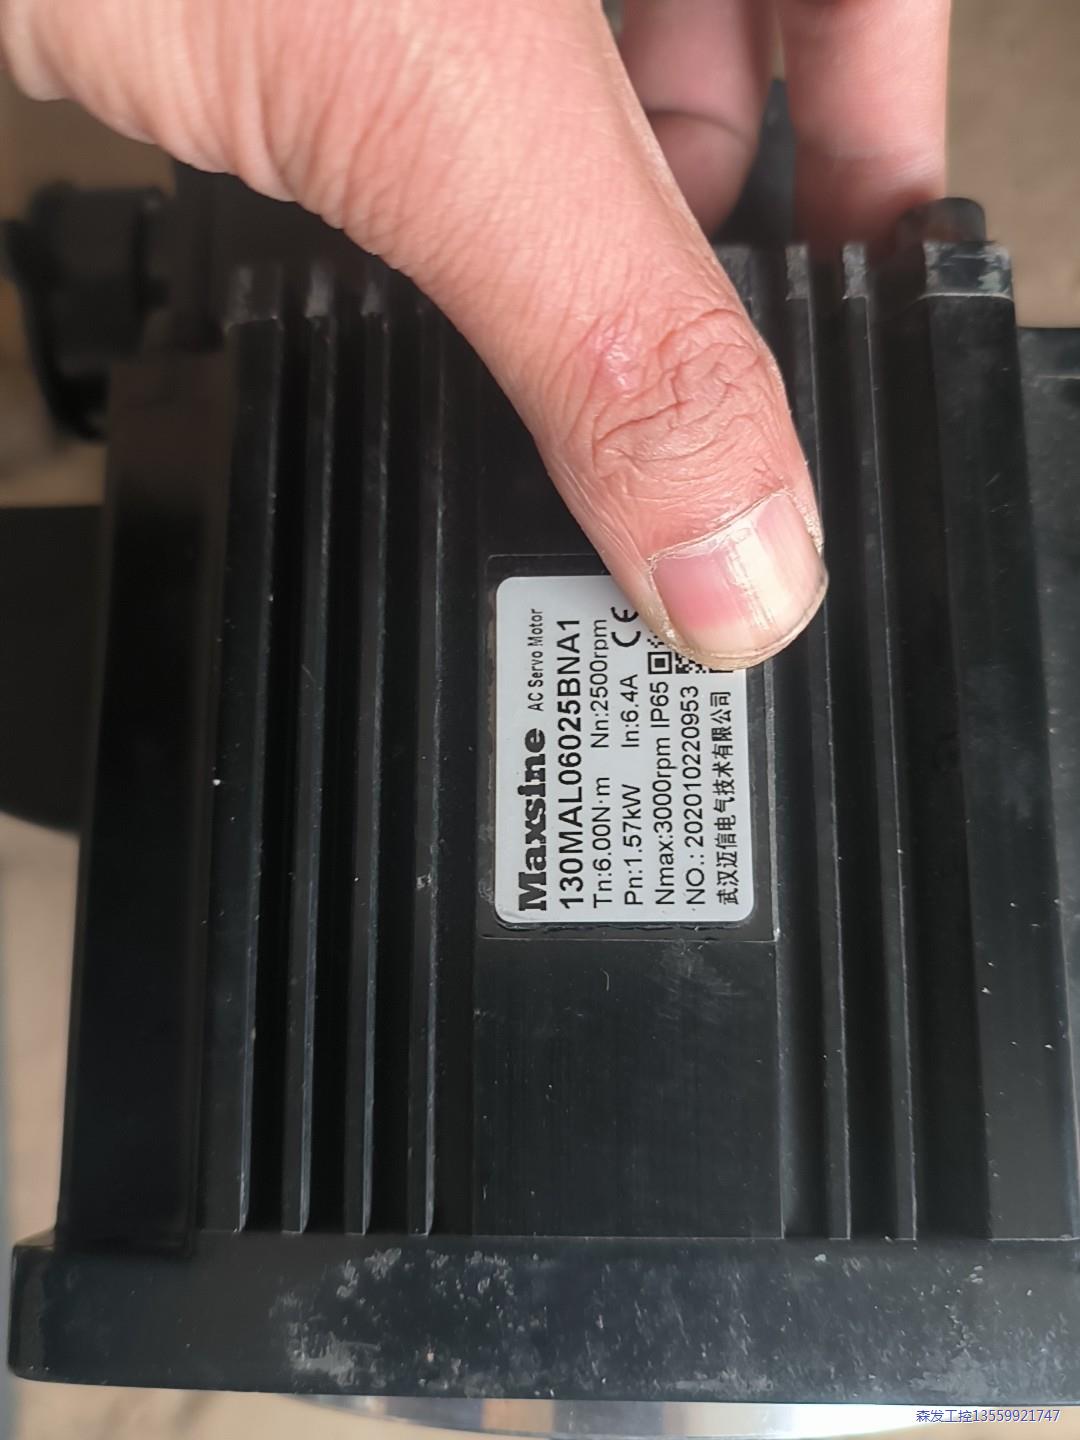 Maxsine AC Servo Motor
130MAL06025BNA1
Tn:6.00N·m Nn:2500rpm
Pn:1.57kW In:6.4A CE
Nmax:3000rpm IP65
NO.:202010220953
武汉迈信电气技术有限公司
森发工控13559921747